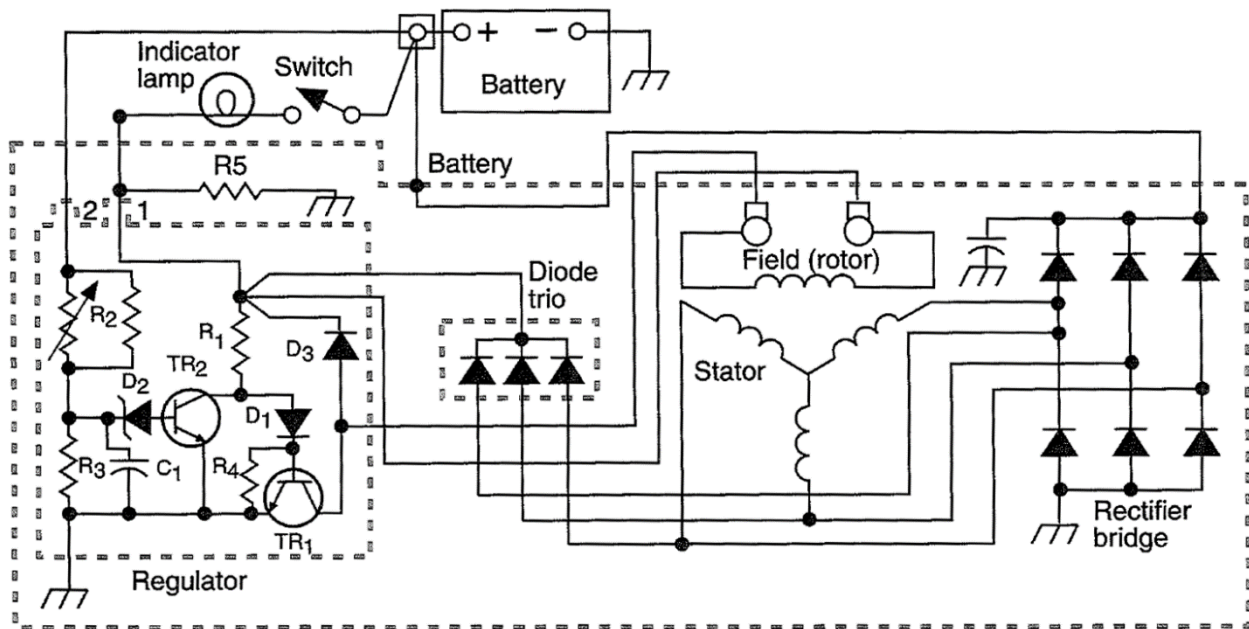 Indicator
lamp
Switch
+
−
Battery
Battery
R5
2
1
Diode
trio
Field (rotor)
R2
R1
D3
TR2
D2
D1
Stator
R3
C1
R4
TR1
Rectifier
bridge
Regulator